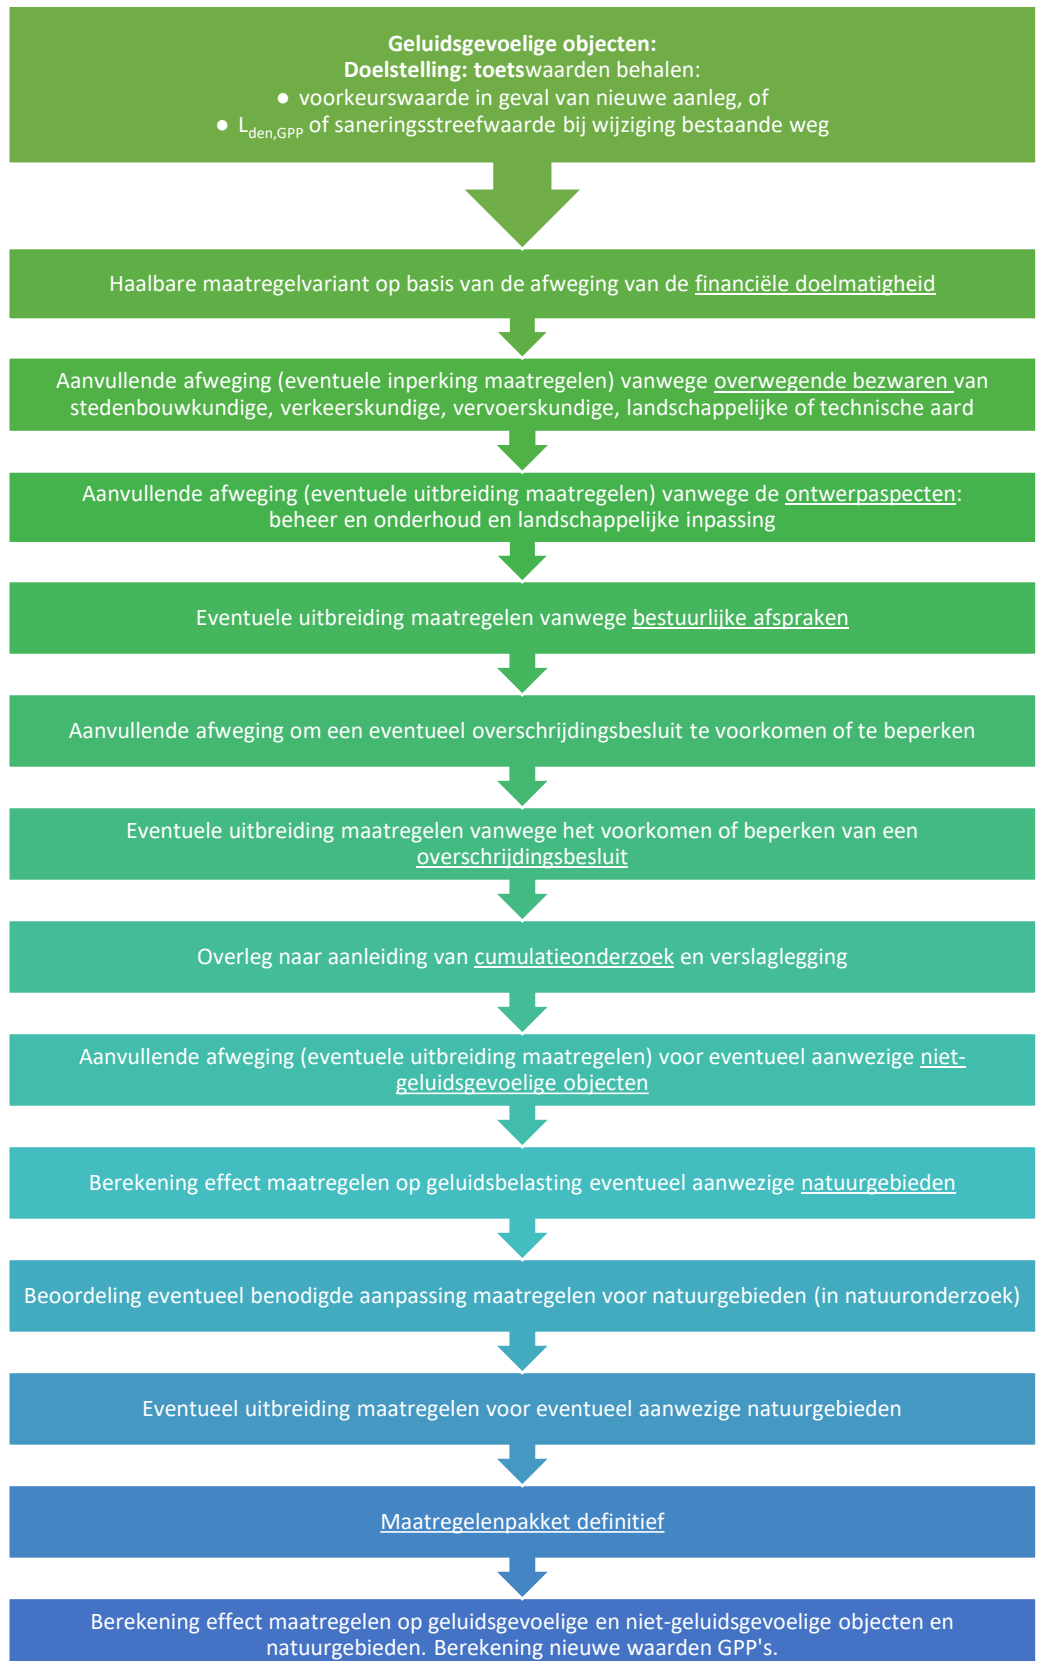 Geluidsgevoelige objecten:
Doelstelling: toetswaarden behalen:
● voorkeurswaarde in geval van nieuwe aanleg, of
● Lden,GPP of saneringsstreefwaarde bij wijziging bestaande weg
Haalbare maatregelvariant op basis van de afweging van de financiële doelmatigheid
Aanvullende afweging (eventuele inperking maatregelen) vanwege overwegende bezwaren van
stedenbouwkundige, verkeerskundige, vervoerskundige, landschappelijke of technische aard
Aanvullende afweging (eventuele uitbreiding maatregelen) vanwege de ontwerpaspecten:
beheer en onderhoud en landschappelijke inpassing
Eventuele uitbreiding maatregelen vanwege bestuurlijke afspraken
Aanvullende afweging om een eventueel overschrijdingsbesluit te voorkomen of te beperken
Eventuele uitbreiding maatregelen vanwege het voorkomen of beperken van een
overschrijdingsbesluit
Overleg naar aanleiding van cumulatieonderzoek en verslaglegging
Aanvullende afweging (eventuele uitbreiding maatregelen) voor eventueel aanwezige niet-
geluidsgevoelige objecten
Berekening effect maatregelen op geluidsbelasting eventueel aanwezige natuurgebieden
Beoordeling eventueel benodigde aanpassing maatregelen voor natuurgebieden (in natuuronderzoek)
Eventueel uitbreiding maatregelen voor eventueel aanwezige natuurgebieden
Maatregelenpakket definitief
Berekening effect maatregelen op geluidsgevoelige en niet-geluidsgevoelige objecten en
natuurgebieden. Berekening nieuwe waarden GPP's.